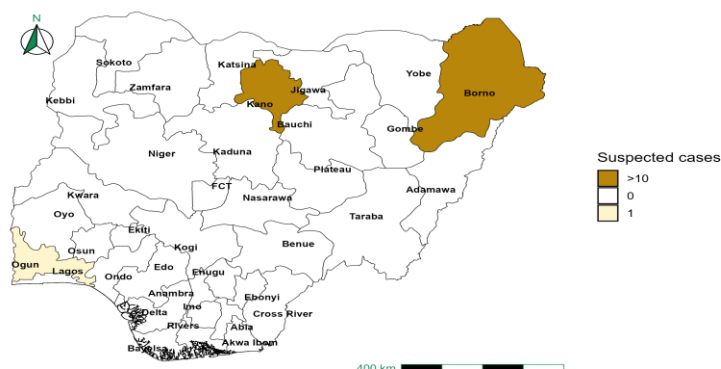 N
Sokoto
Katsina
Yobe
Zamfara
Jigawa
Borno
Kebbi
Kano
Bauchi
Gombe
Niger
Kaduna
Plateau
FCT
Adamawa
Kwara
Nasarawa
Oyo
Taraba
Ekiti
Osun
Kogi
Benue
Ogun
Lagos
Edo
Ondo
Enugu
Anambra
Ebonyi
Imo
Delta
Cross River
Rivers
Abia
Akwa Ibom
Bayelsa
Suspected cases
>10
0
1
400 km